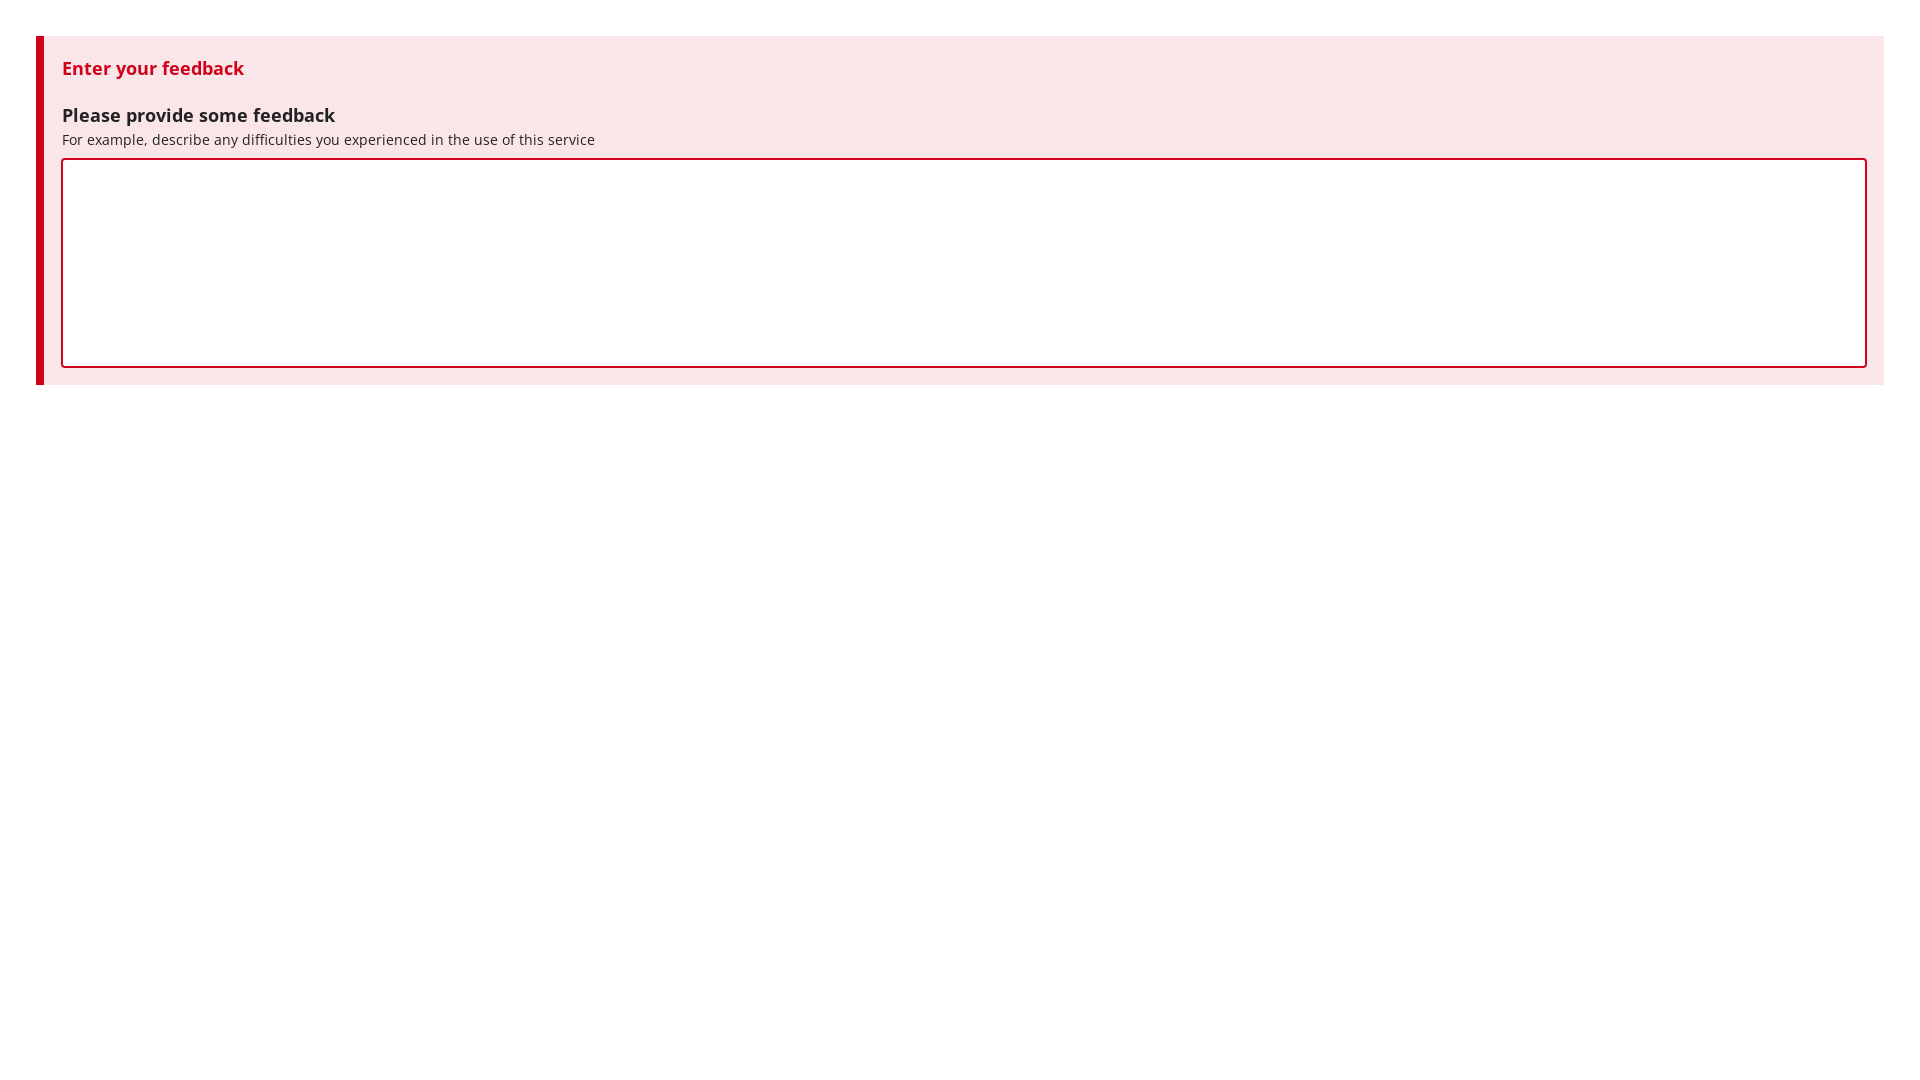 Enter your feedback
Please provide some feedback
For example, describe any difficulties you experienced in the use of this service